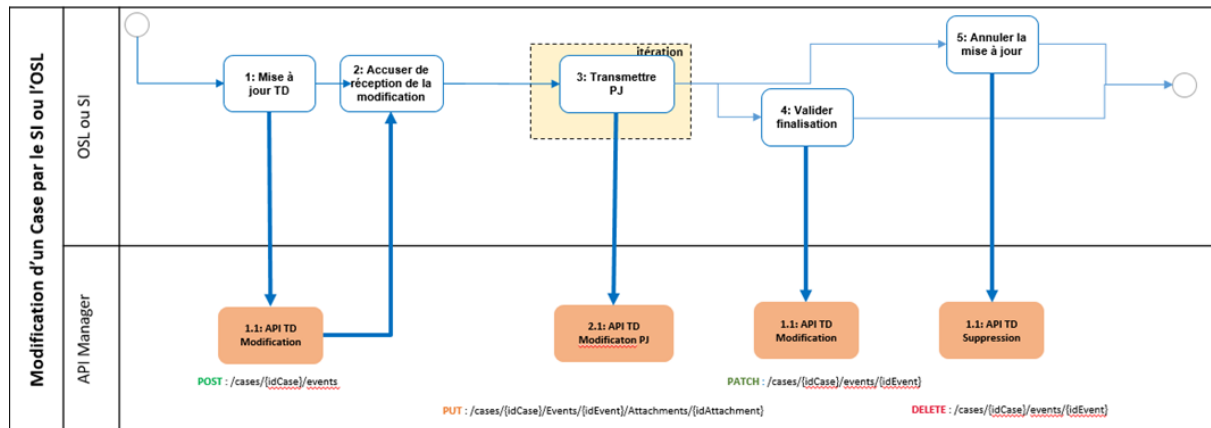 Modification d'un Case par le SI ou l'OSL
OSL ou SI
API Manager
itération
1: Mise à
jour TD
2: Accuser de
réception de la
modification
3: Transmettre
PJ
4: Valider
finalisation
5: Annuler la
mise à jour
1.1: API TD
Modification
2.1: API TD
Modificaton PJ
1.1: API TD
Modification
1.1: API TD
Suppression
POST : /cases/{idCase}/events
PATCH : /cases/{idCase}/events/{idEvent}
PUT : /cases/{idCase}/Events/{idEvent}/Attachments/{idAttachment}
DELETE : /cases/{idCase}/events/{idEvent}